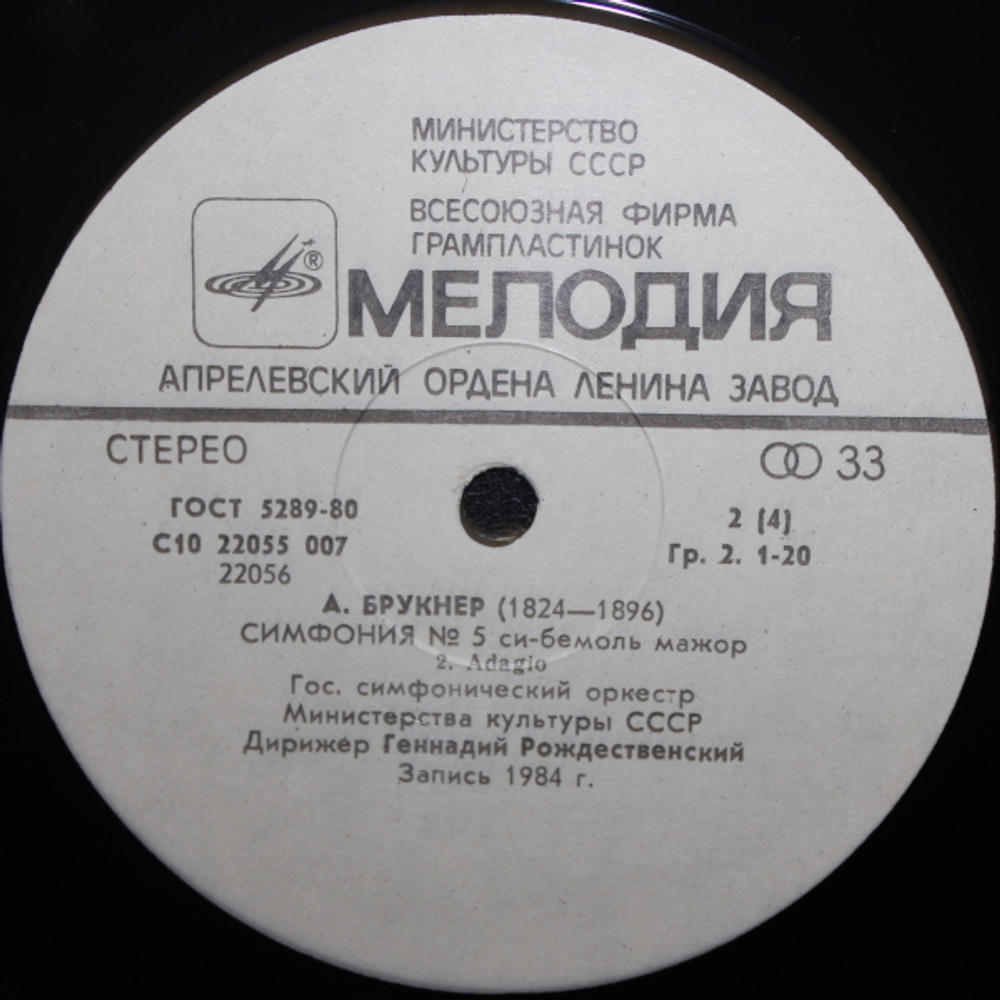 МИНИСТЕРСТВО
КУЛЬТУРЫ СССР
ВСЕСОЮЗНАЯ ФИРМА
ГРАМПЛАСТИНОК
®
МЕЛОДИЯ
АПРЕЛЕВСКИЙ ОРДЕНА ЛЕНИНА ЗАВОД
СТЕРЕО 33
ГОСТ 5289-80 2 (4)
С10 22055 007 Гр. 2. 1-20
22056
А. БРУКНЕР (1824—1896)
СИМФОНИЯ № 5 си-бемоль мажор
2. Adagio
Гос. симфонический оркестр
Министерства культуры СССР
Дирижер Геннадий Рождественский
Запись 1984 г.